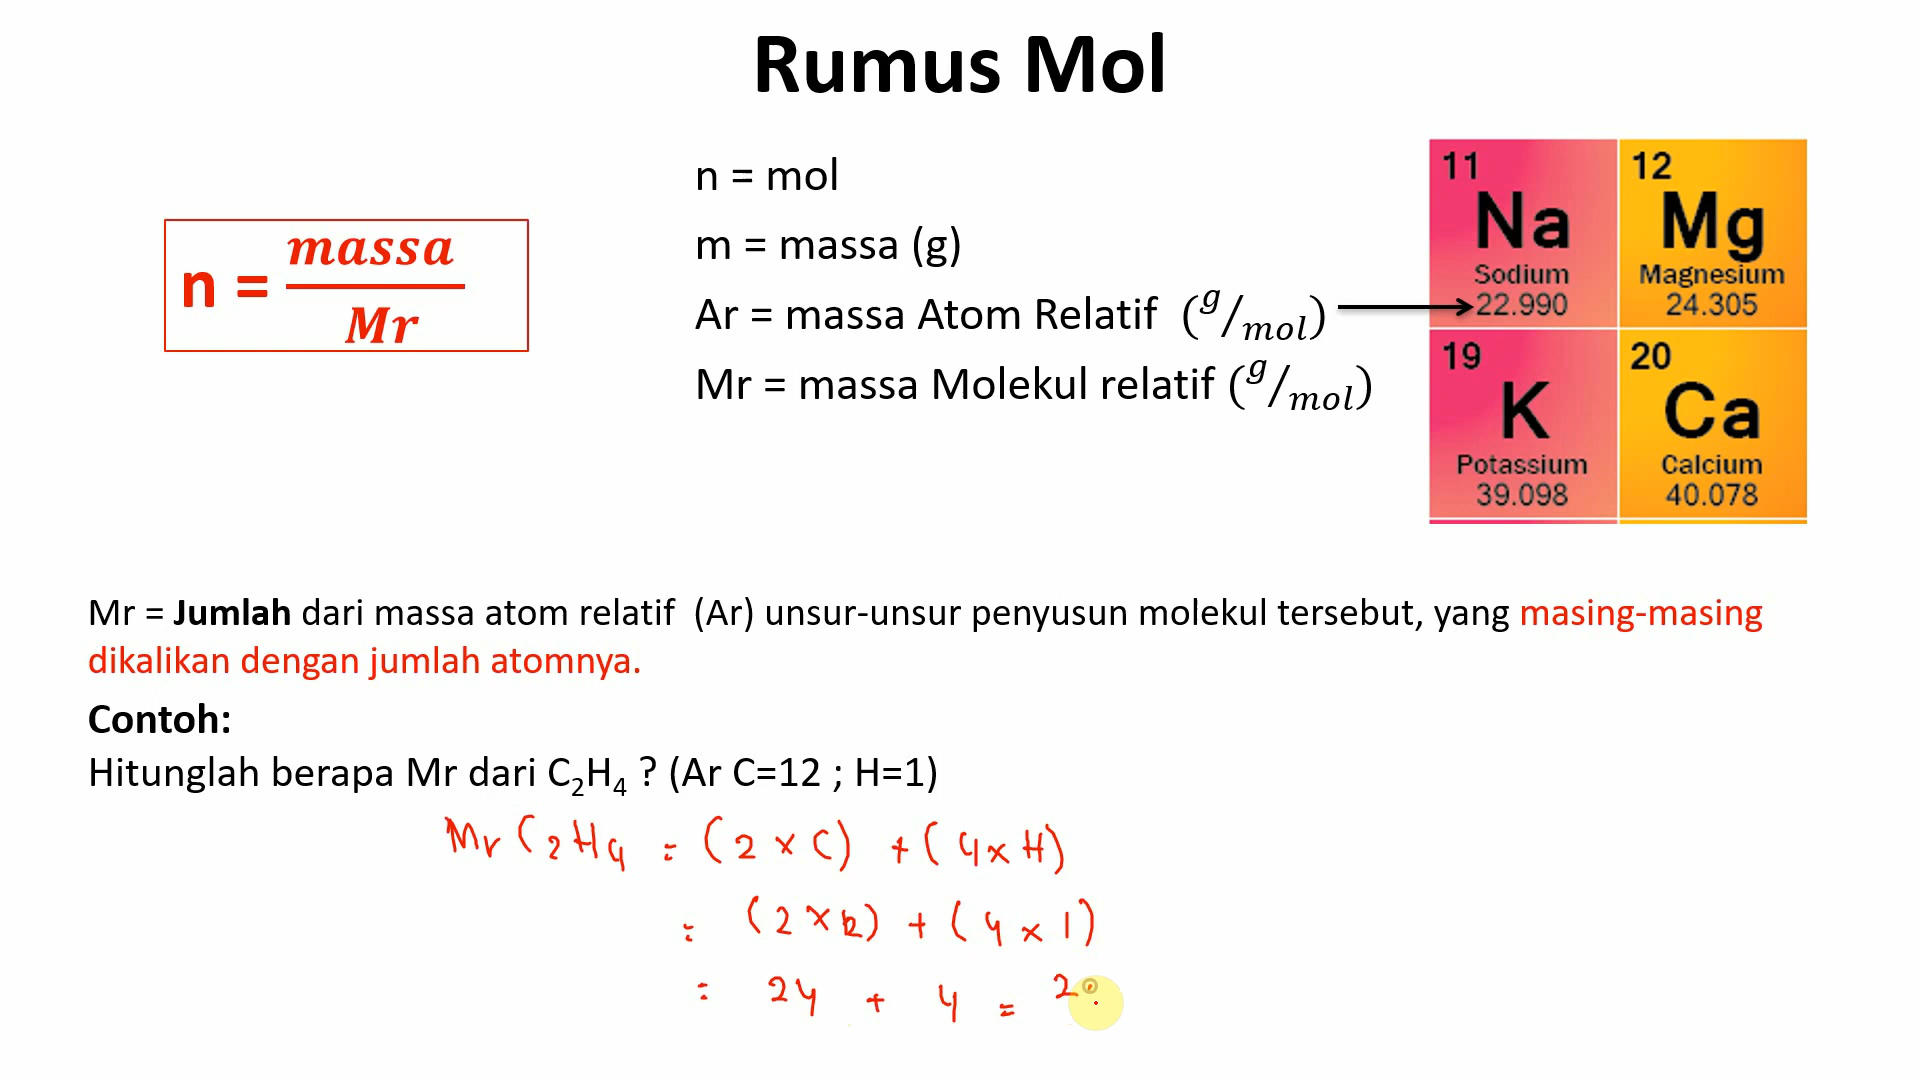 Rumus Mol
n = massa/Mr
n = mol
m = massa (g)
Ar = massa Atom Relatif (g/mol)
Mr = massa Molekul relatif (g/mol)
11
Na
Sodium
22.990
12
Mg
Magnesium
24.305
19
K
Potassium
39.098
20
Ca
Calcium
40.078
Mr = Jumlah dari massa atom relatif (Ar) unsur-unsur penyusun molekul tersebut, yang masing-masing
dikalikan dengan jumlah atomnya.
Contoh:
Hitunglah berapa Mr dari C₂H₄ ? (Ar C=12 ; H=1)
Mr C₂H₄ = (2 × C) + (4 × H)
= (2 × 12) + (4 × 1)
= 24 + 4 =